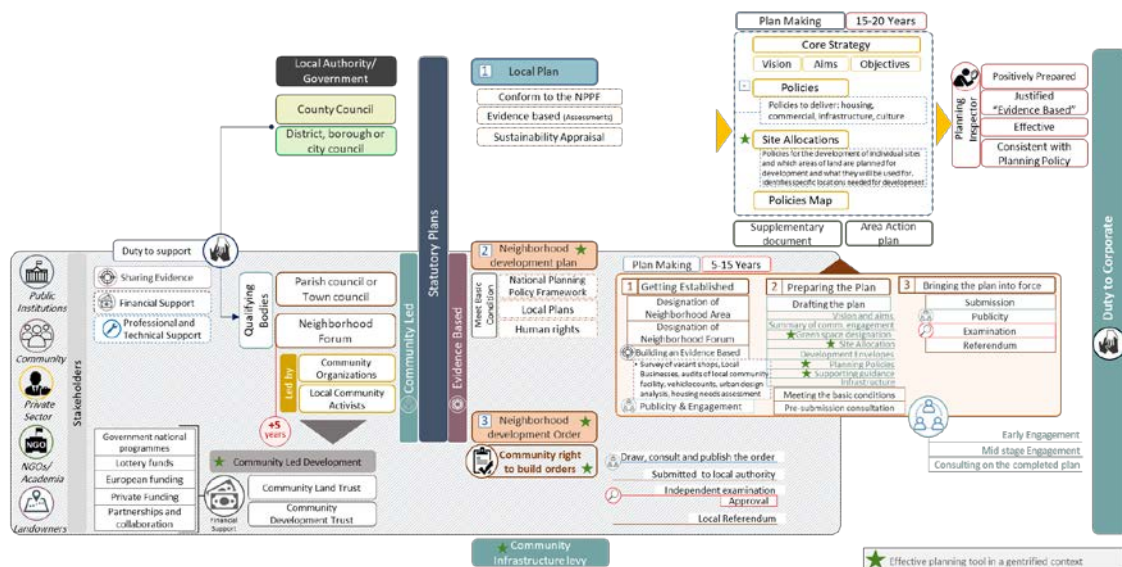 Plan Making
15-20 Years
Core Strategy
Vision
Aims
Objectives
Policies
Policies to deliver: housing,
commercial, infrastructure, culture
Site Allocations
Policies for the development of individual sites
and which areas of land are planned for
development and what they will be used for,
identifies specific locations needed for development
Policies Map
Supplementary
document
Area Action
plan
Planning
Inspector
Positively Prepared
Justified
“Evidence Based”
Effective
Consistent with
Planning Policy
Duty to Corporate
Local Authority/
Government
County Council
District, borough or
city council
Statutory Plans
1
Local Plan
Conform to the NPPF
Evidence based (Assessments)
Sustainability Appraisal
Stakeholders
Public
Institutions
Community
Private
Sector
NGO
NGOs/
Academia
Landowners
Duty to support
Sharing Evidence
Financial Support
Professional and
Technical Support
Qualifying
Bodies
Parish council or
Town council
Neighborhood
Forum
Led by
Community
Organizations
Local Community
Activists
+5
years
Community Led
Evidence Based
Government national
programmes
Lottery funds
European funding
Private Funding
Partnerships and
collaboration
Financial
Support
Community Led Development
Community Land Trust
Community
Development Trust
2
Neighborhood
development plan
Meet Basic
Condition
National Planning
Policy Framework
Local Plans
Human rights
Plan Making
5-15 Years
1
Getting Established
Designation of
Neighborhood Area
Designation of
Neighborhood Forum
Building an Evidence Based
• Survey of vacant shops, Local
Businesses, audits of local community
facility, vehicle counts, urban design
analysis, housing needs assessment
Publicity & Engagement
2
Preparing the Plan
Drafting the plan
Vision and aims
Summary of comm. engagement
Green space designation
Site Allocation
Development Envelopes
Planning Policies
Supporting guidance
Infrastructure
Meeting the basic conditions
Pre-submission consultation
3
Bringing the plan into force
Submission
Publicity
Examination
Referendum
Early Engagement
Mid stage Engagement
Consulting on the completed plan
3
Neighborhood
development Order
Community right
to build orders
Draw, consult and publish the order
Submitted to local authority
Independent examination
Approval
Local Referendum
Community
Infrastructure levy
Effective planning tool in a gentrified context